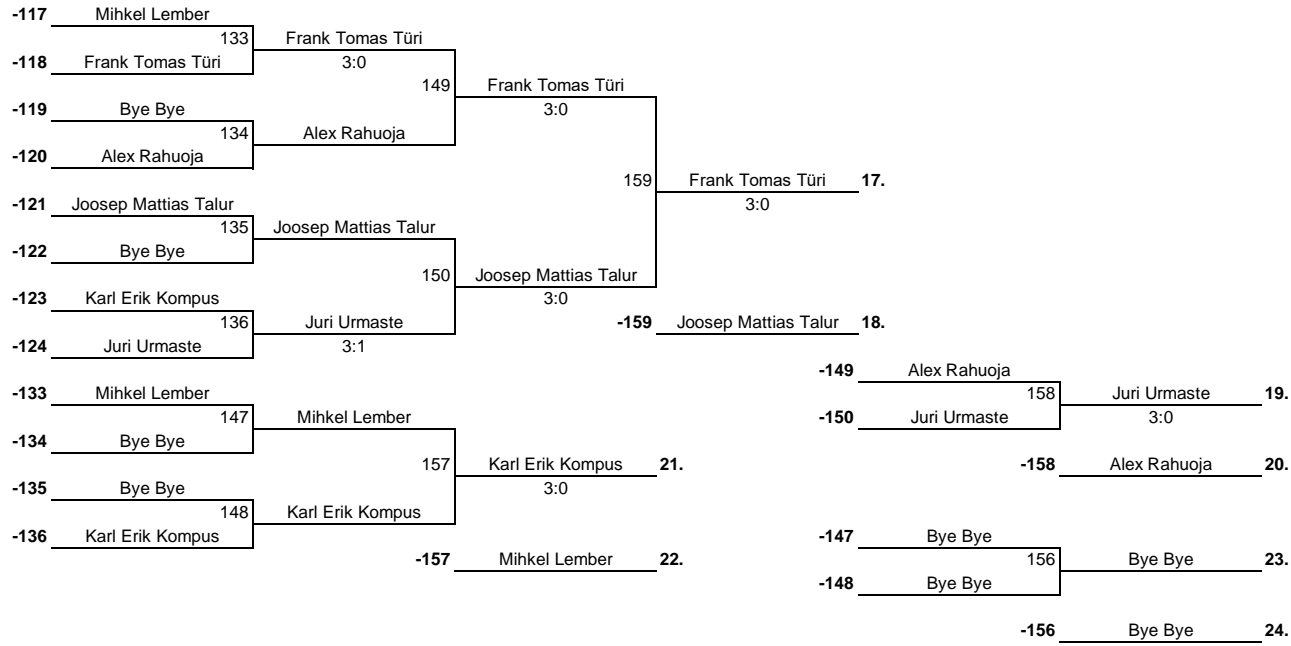 -117 Mihkel Lember
133 Frank Tomas Türi
-118 Frank Tomas Türi 3:0
149 Frank Tomas Türi
-119 Bye Bye 3:0
134 Alex Rahuoja
-120 Alex Rahuoja
159 Frank Tomas Türi 17.
3:0
-121 Joosep Mattias Talur
135 Joosep Mattias Talur
-122 Bye Bye
150 Joosep Mattias Talur
-123 Karl Erik Kompus 3:0
136 Juri Urmaste -159 Joosep Mattias Talur 18.
-124 Juri Urmaste 3:1
-149 Alex Rahuoja
-133 Mihkel Lember 158 Juri Urmaste 19.
147 Mihkel Lember -150 Juri Urmaste 3:0
-134 Bye Bye
157 Karl Erik Kompus 21. -158 Alex Rahuoja 20.
-135 Bye Bye 3:0
148 Karl Erik Kompus
-136 Karl Erik Kompus -147 Bye Bye
-157 Mihkel Lember 22. 156 Bye Bye 23.
-148 Bye Bye
-156 Bye Bye 24.